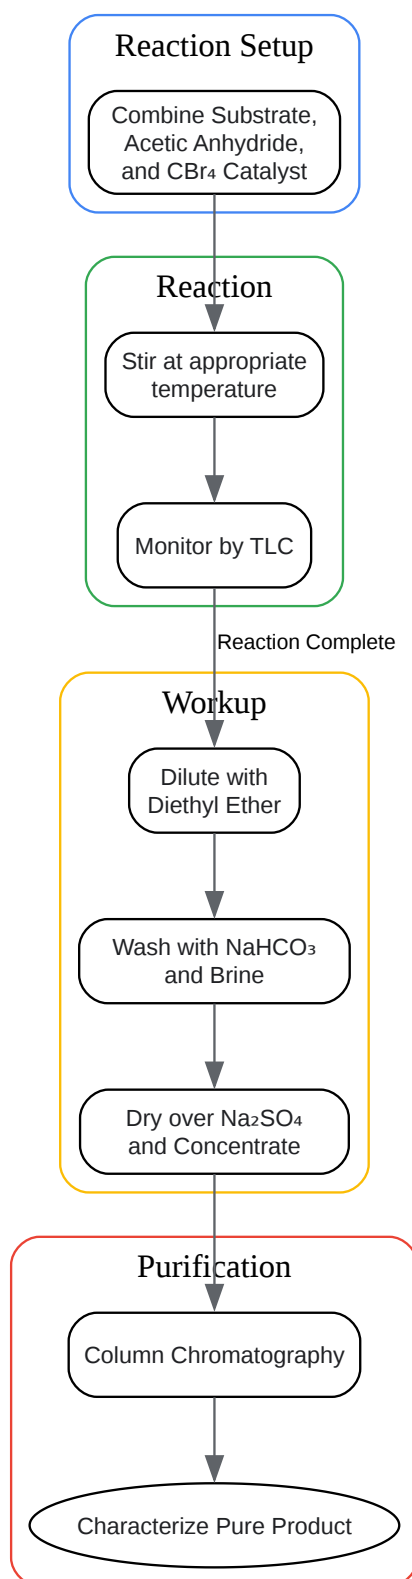 Reaction Setup
Combine Substrate,
Acetic Anhydride,
and CBr₄ Catalyst
Reaction
Stir at appropriate
temperature
Monitor by TLC
Reaction Complete
Workup
Dilute with
Diethyl Ether
Wash with NaHCO₃
and Brine
Dry over Na₂SO₄
and Concentrate
Purification
Column Chromatography
Characterize Pure Product